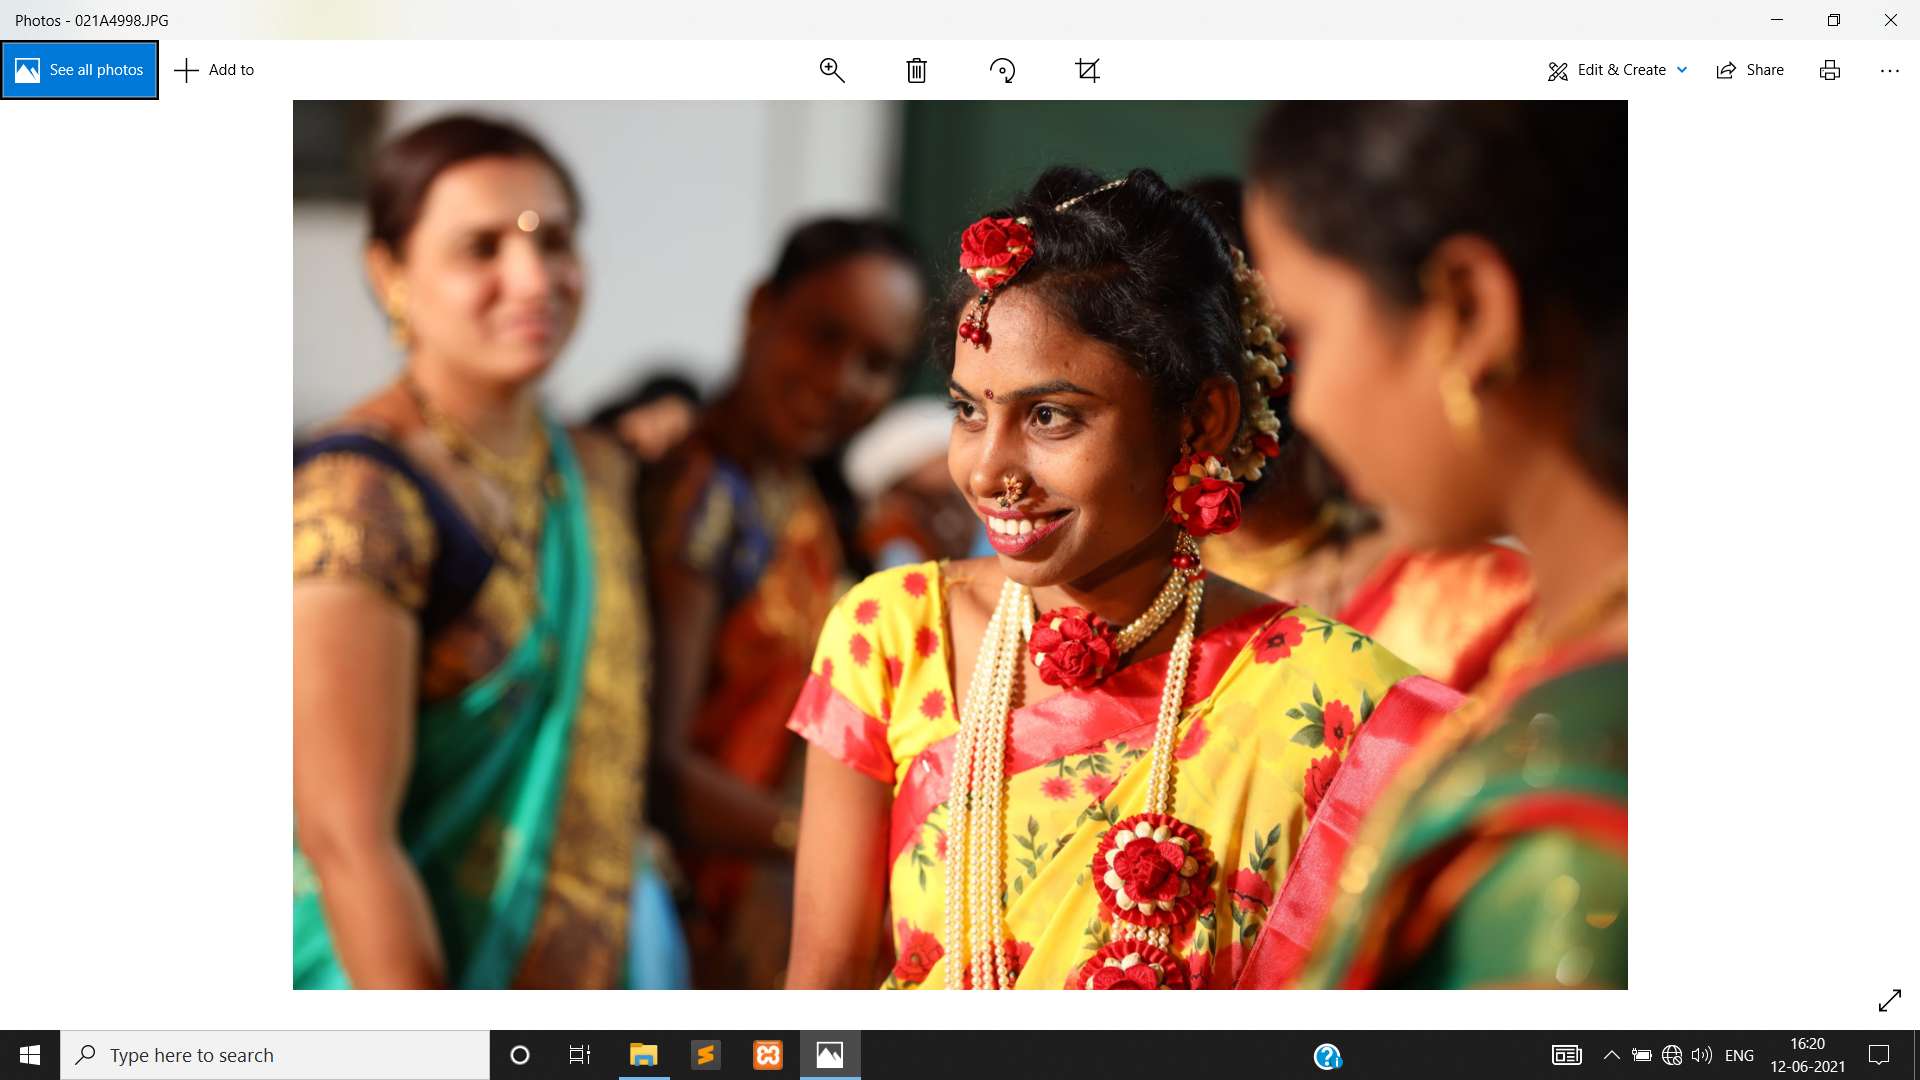 Photos - 021A4998.JPG
See all photos
Add to
Edit & Create
Share
Type here to search
ENG
16:20
12-06-2021